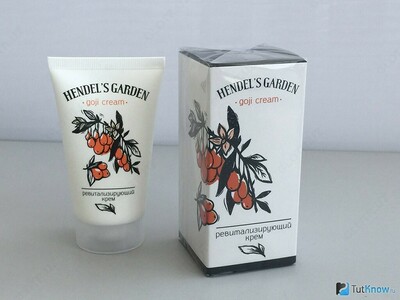 HENDEL'S GARDEN
· goji cream ·
ревитализирующий
крем
HENDEL'S GARDEN
· goji cream ·
ревитализирующий
крем
TutKnow.ru